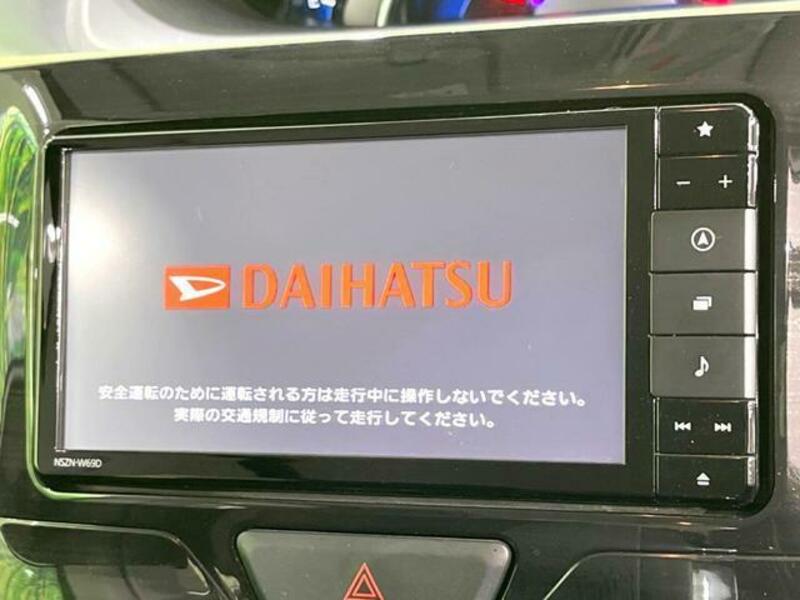 DAIHATSU
安全運転のために運転される方は走行中に操作しないでください。
実際の交通規制に従って走行してください。
NSZN-W69D